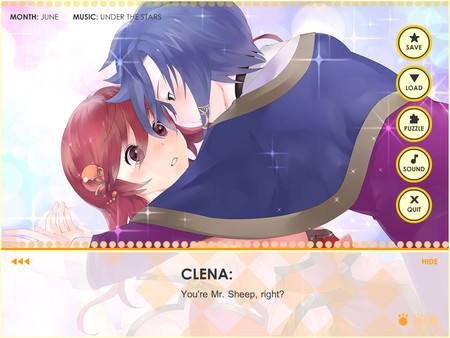 MONTH: JUNE MUSIC: UNDER THE STARS
SAVE
LOAD
PUZZLE
SOUND
QUIT
HIDE
CLENA:
You're Mr. Sheep, right?